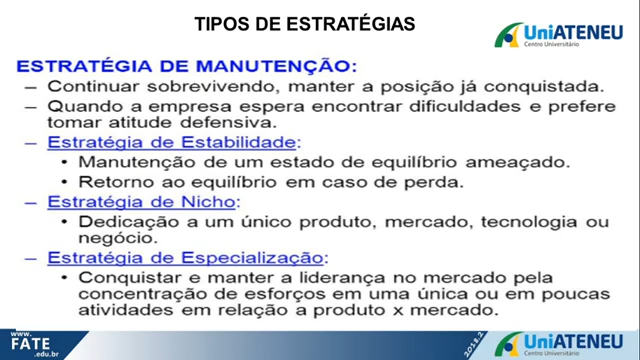 TIPOS DE ESTRATÉGIAS
UniATENEU
Centro Universitário
ESTRATÉGIA DE MANUTENÇÃO:
– Continuar sobrevivendo, manter a posição já conquistada.
– Quando a empresa espera encontrar dificuldades e prefere
tomar atitude defensiva.
– Estratégia de Estabilidade:
• Manutenção de um estado de equilíbrio ameaçado.
• Retorno ao equilíbrio em caso de perda.
– Estratégia de Nicho:
• Dedicação a um único produto, mercado, tecnologia ou
negócio.
– Estratégia de Especialização:
• Conquistar e manter a liderança no mercado pela
concentração de esforços em uma única ou em poucas
atividades em relação a produto x mercado.
www.
FATE
.edu.br
2018.2
UniATENEU
Centro Universitário